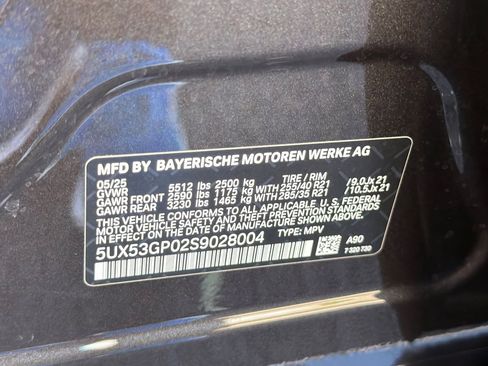 MFD BY BAYERISCHE MOTOREN WERKE AG
05/25 TIRE / RIM
GVWR 5512 lbs 2500 kg
GAWR FRONT 2590 lbs 1175 kg WITH 255/40 R21 /9.0Jx 21
GAWR REAR 3230 lbs 1465 kg WITH 285/35 R21 /10.5Jx 21
THIS VEHICLE CONFORMS TO ALL APPLICABLE U.S. FEDERAL
MOTOR VEHICLE SAFETY AND THEFT PREVENTION STANDARDS
IN EFFECT ON THE DATE OF MANUFACTURE SHOWN ABOVE.
5UX53GP02S9028004 TYPE: MPV
A90
7 320 730